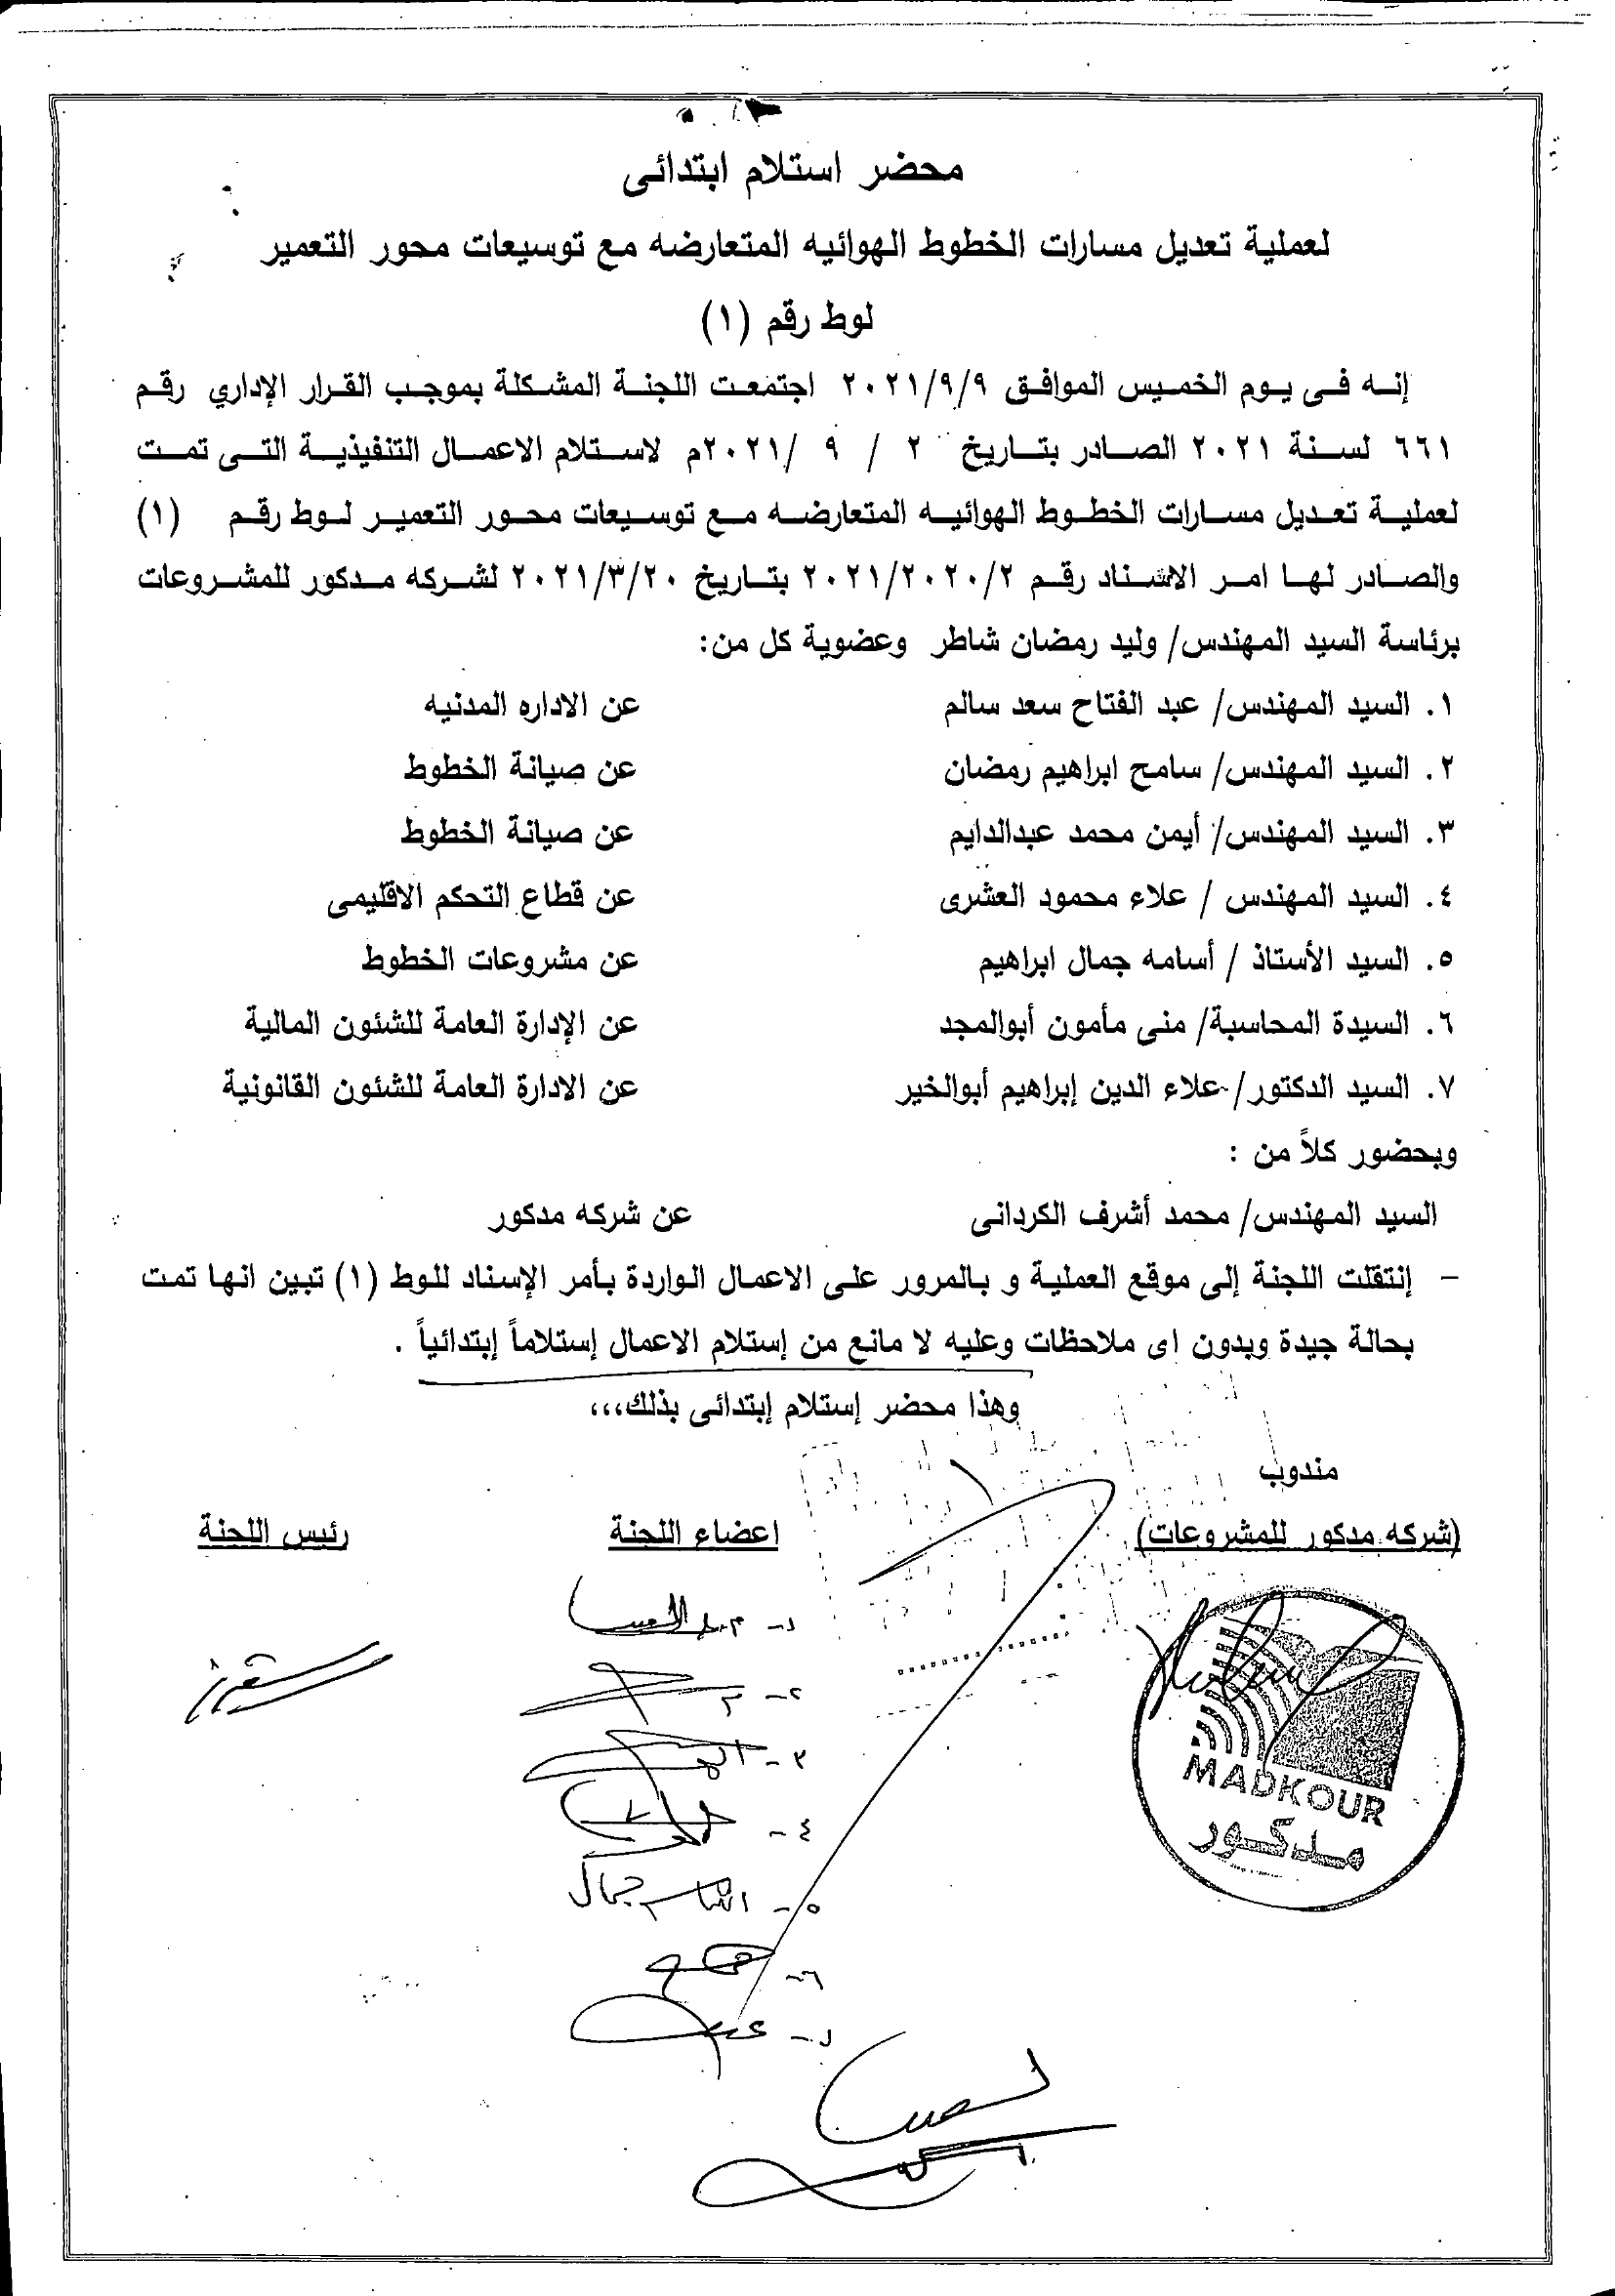 محضر استلام ابتدائى
لعملية تعديل مسارات الخطوط الهوائيه المتعارضه مع توسيعات محور التعمير
لوط رقم (١)
إنه فى يوم الخميس الموافق ٢٠٢١/٩/٩ اجتمعت اللجنة المشكلة بموجب القرار الإداري رقم
٦٦١ لسنة ٢٠٢١ الصادر بتاريخ ٢ / ٩ /٢٠٢١م لاستلام الاعمال التنفيذية التى تمت
لعملية تعديل مسارات الخطوط الهوائيه المتعارضه مع توسيعات محور التعمير لوط رقم (١)
والصادر لها امر الاسناد رقم ٢٠٢١/٢٠٢٠/٢ بتاريخ ٢٠٢١/٣/٢٠ لشركه مدكور للمشروعات
برئاسة السيد المهندس/ وليد رمضان شاطر وعضوية كل من:
١. السيد المهندس/ عبد الفتاح سعد سالم عن الاداره المدنيه
٢. السيد المهندس/ سامح ابراهيم رمضان عن صيانة الخطوط
٣. السيد المهندس/ أيمن محمد عبدالدايم عن صيانة الخطوط
٤. السيد المهندس / علاء محمود العشرى عن قطاع التحكم الاقليمى
٥. السيد الأستاذ / أسامه جمال ابراهيم عن مشروعات الخطوط
٦. السيدة المحاسبة/ منى مأمون أبوالمجد عن الإدارة العامة للشئون المالية
٧. السيد الدكتور/ علاء الدين إبراهيم أبوالخير عن الادارة العامة للشئون القانونية
وبحضور كلاً من :
السيد المهندس/ محمد أشرف الكردانى عن شركه مدكور
- إنتقلت اللجنة إلى موقع العملية و بالمرور على الاعمال الواردة بأمر الإسناد للوط (١) تبين انها تمت
بحالة جيدة وبدون اى ملاحظات وعليه لا مانع من إستلام الاعمال إستلاماً إبتدائياً .
وهذا محضر إستلام إبتدائى بذلك،،،
مندوب
(شركه مدكور للمشروعات) اعضاء اللجنة رئيس اللجنة
١-
٢-
٣-
٤-
٥- جمال
٦-
٧-
MADKOUR
مدكور